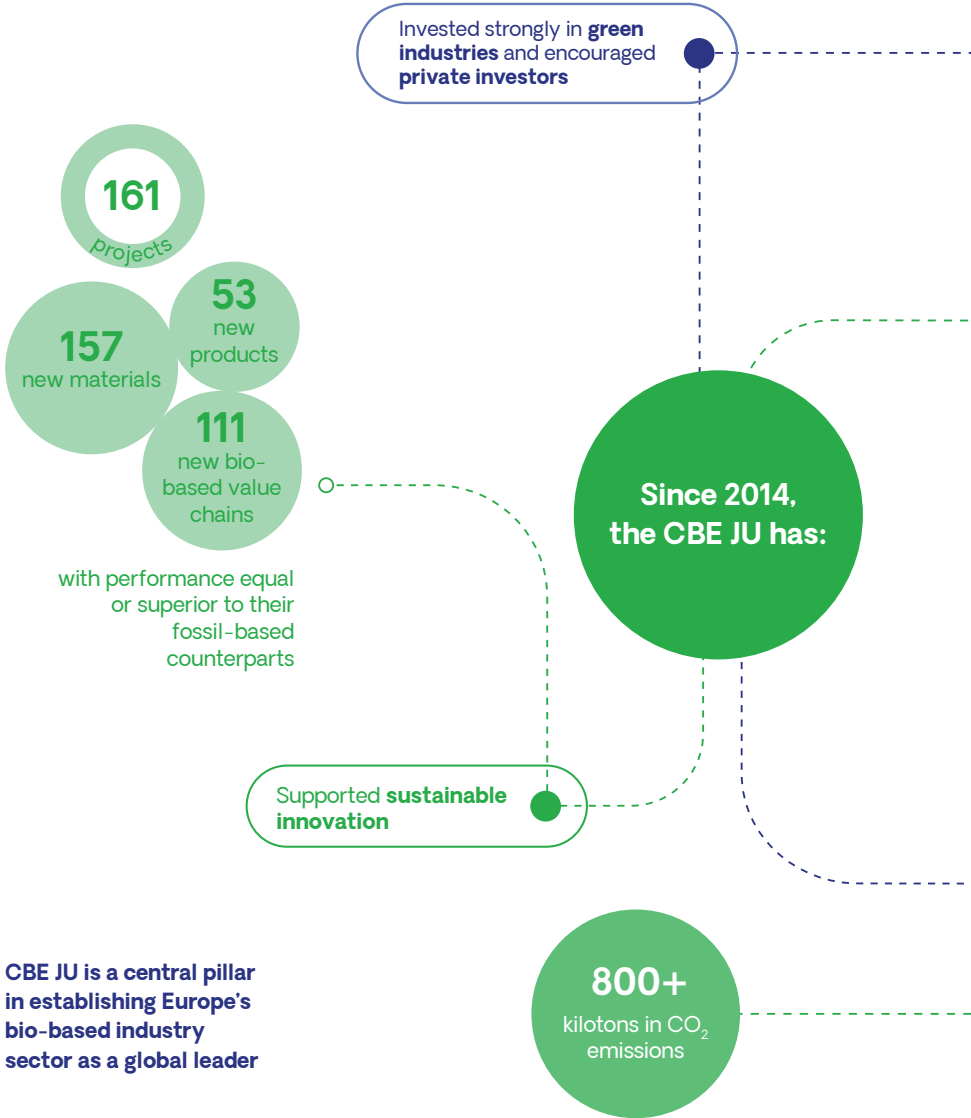 Invested strongly in green
industries and encouraged
private investors
161
projects
53
new
products
157
new materials
111
new bio-
based value
chains
with performance equal
or superior to their
fossil-based
counterparts
Since 2014,
the CBE JU has:
Supported sustainable
innovation
800+
kilotons in CO₂
emissions
CBE JU is a central pillar
in establishing Europe’s
bio-based industry
sector as a global leader